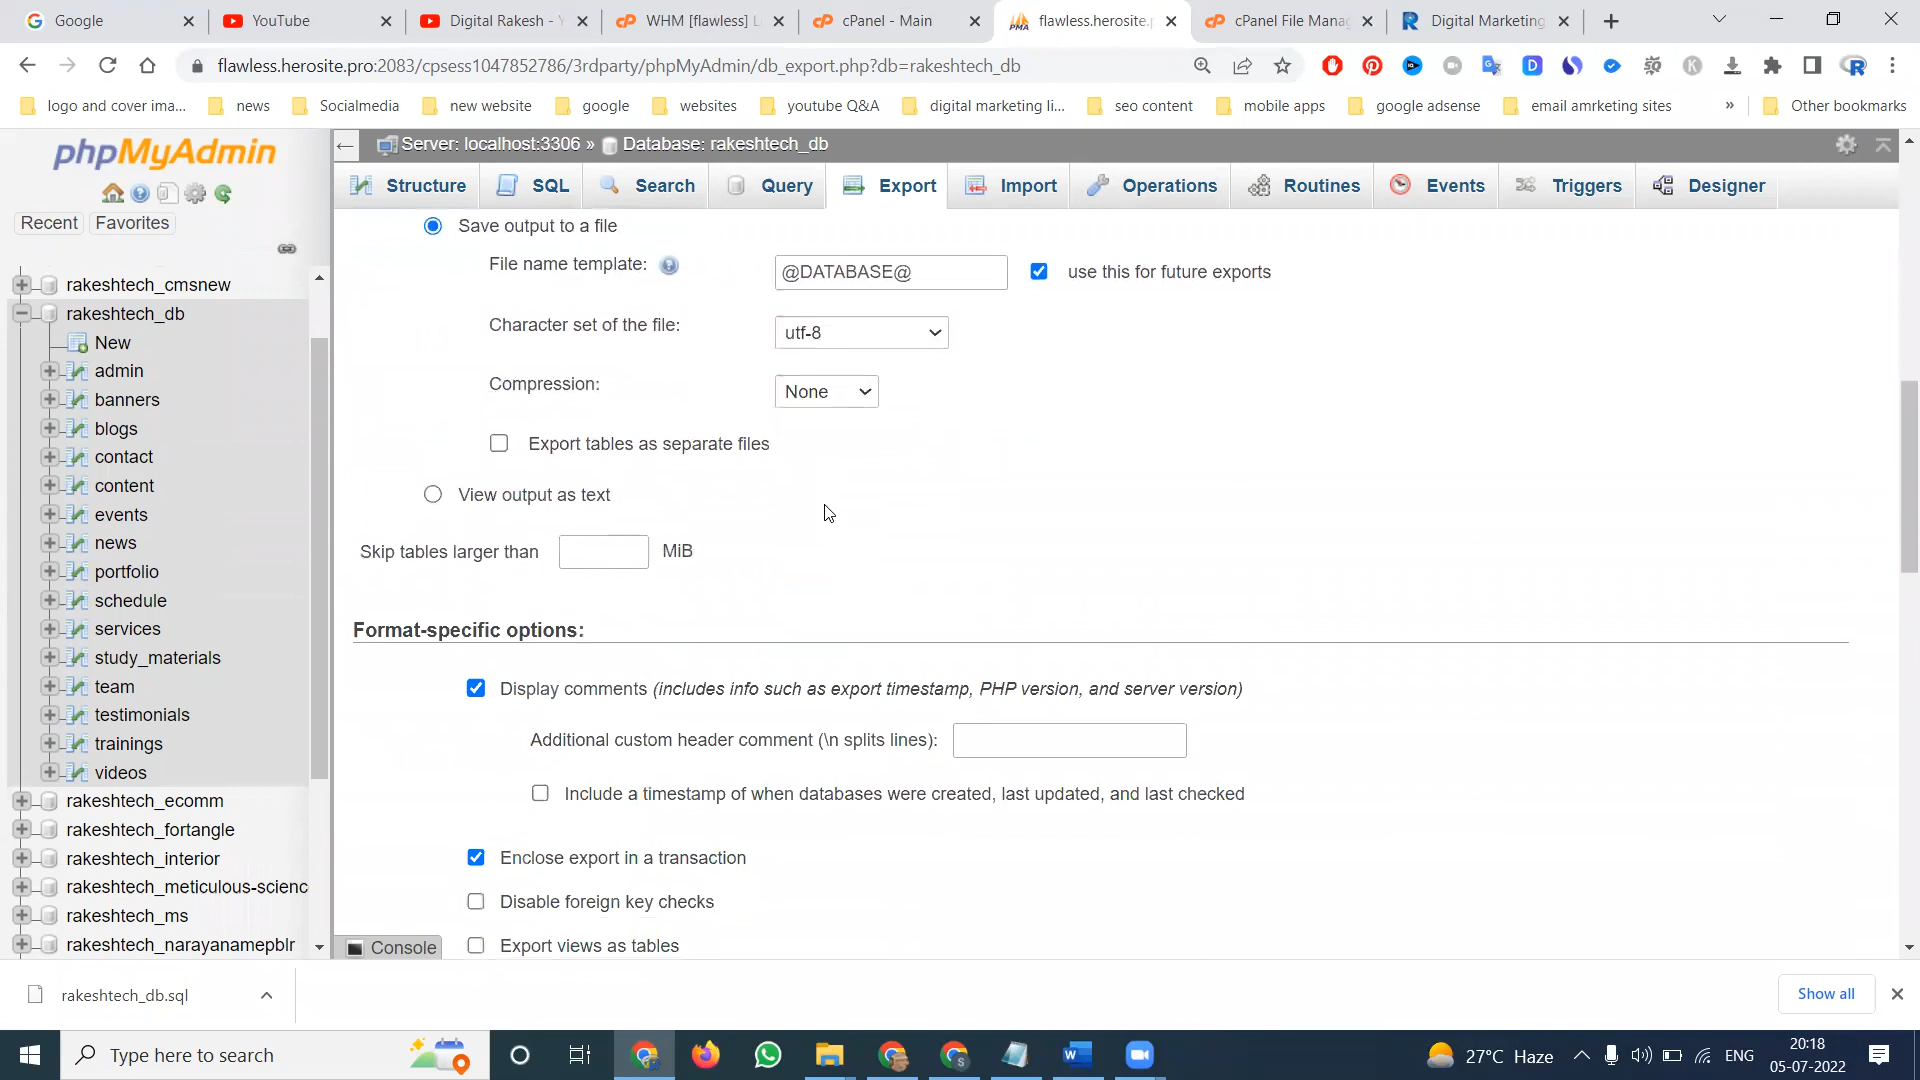 Google
YouTube
Digital Rakesh - Y
WHM [flawless] L
cPanel - Main
flawless.herosite.p
cPanel File Mana
Digital Marketing
flawless.herosite.pro:2083/cpsess1047852786/3rdparty/phpMyAdmin/db_export.php?db=rakeshtech_db
logo and cover ima...
news
Socialmedia
new website
google
websites
youtube Q&A
digital marketing li...
seo content
mobile apps
google adsense
email amrketing sites
»
Other bookmarks
phpMyAdmin
Recent
Favorites
rakeshtech_cmsnew
rakeshtech_db
New
admin
banners
blogs
contact
content
events
news
portfolio
schedule
services
study_materials
team
testimonials
trainings
videos
rakeshtech_ecomm
rakeshtech_fortangle
rakeshtech_interior
rakeshtech_meticulous-scienc
rakeshtech_ms
rakeshtech_narayanamepblr
Server: localhost:3306 » Database: rakeshtech_db
Structure
SQL
Search
Query
Export
Import
Operations
Routines
Events
Triggers
Designer
Save output to a file
File name template:
@DATABASE@
use this for future exports
Character set of the file:
utf-8
Compression:
None
Export tables as separate files
View output as text
Skip tables larger than
MiB
Format-specific options:
Display comments (includes info such as export timestamp, PHP version, and server version)
Additional custom header comment (\n splits lines):
Include a timestamp of when databases were created, last updated, and last checked
Enclose export in a transaction
Disable foreign key checks
Export views as tables
Console
rakeshtech_db.sql
Show all
Type here to search
27°C Haze
ENG
20:18
05-07-2022